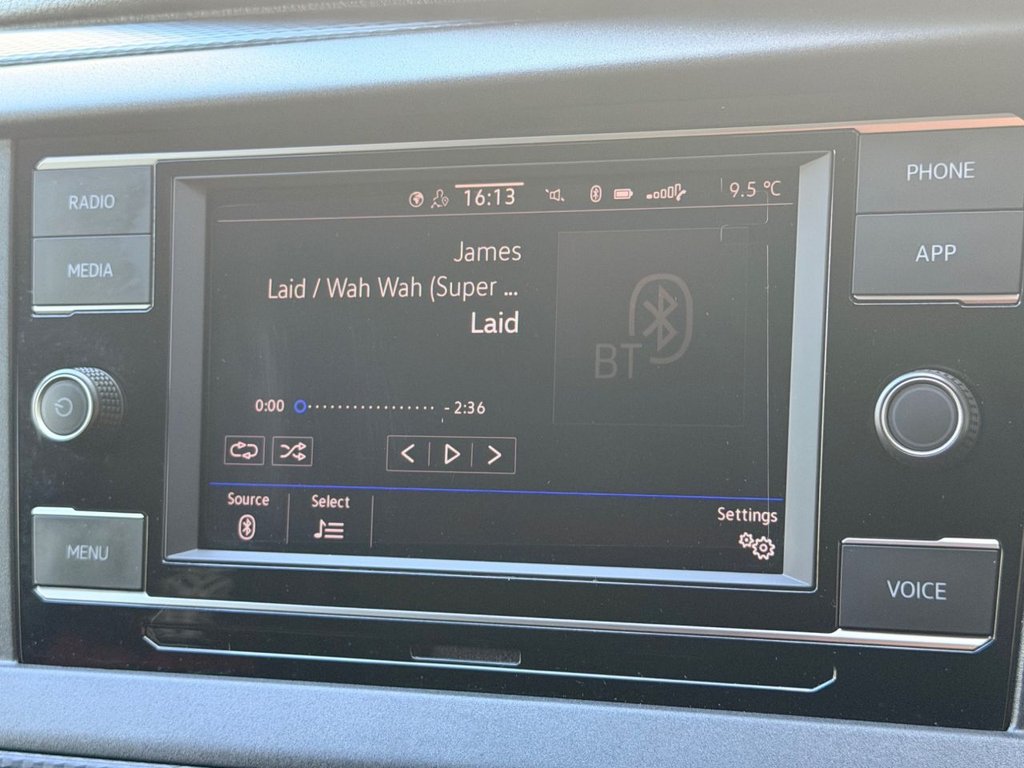 16:13
9.5 °C
RADIO
PHONE
MEDIA
APP
James
Laid / Wah Wah (Super ...
Laid
BT
0:00
- 2:36
Source
Select
Settings
MENU
VOICE